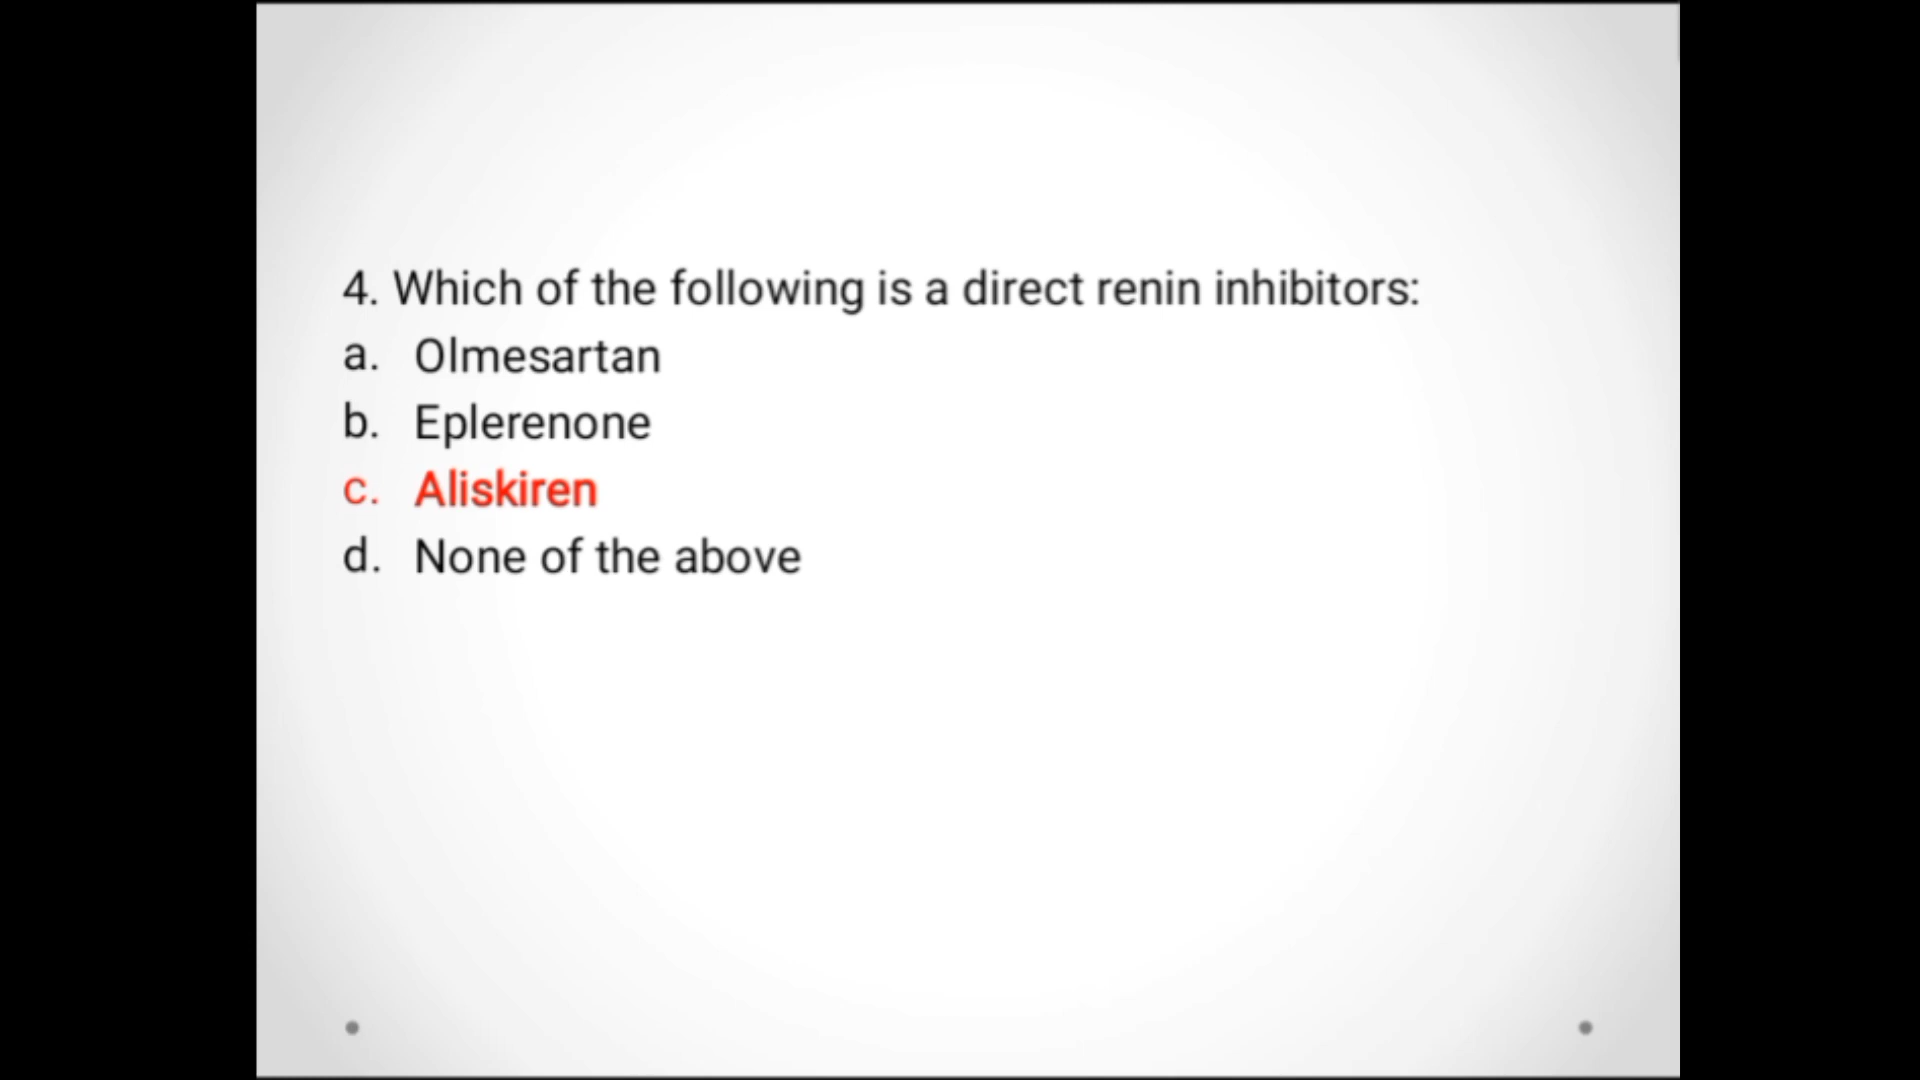 4. Which of the following is a direct renin inhibitors:
a. Olmesartan
b. Eplerenone
c. Aliskiren
d. None of the above